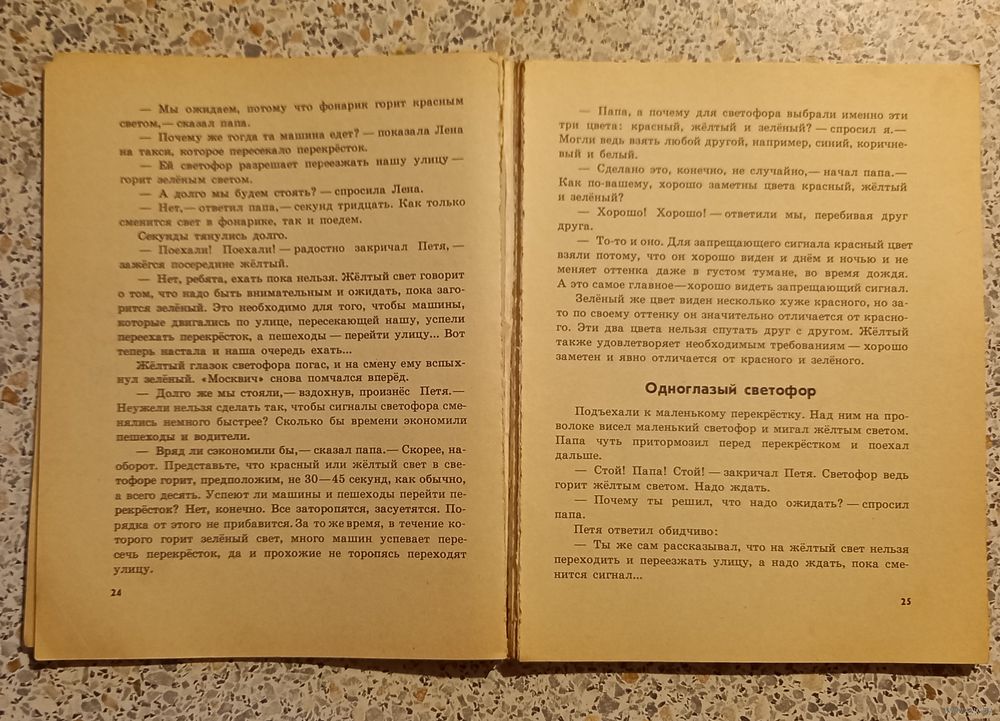 — Мы ожидаем, потому что фонарик горит красным
светом,— сказал папа.
— Почему же тогда та машина едет? — показала Лена
на такси, которое пересекало перекрёсток.
— Ей светофор разрешает переезжать нашу улицу —
горит зелёным светом.
— А долго мы будем стоять? — спросила Лена.
— Нет,— ответил папа,— секунд тридцать. Как только
сменится свет в фонарике, так и поедем.
Секунды тянулись долго.
— Поехали! Поехали! — радостно закричал Петя,—
зажёгся посередине жёлтый.
— Нет, ребята, ехать пока нельзя. Жёлтый свет говорит
о том, что надо быть внимательным и ожидать, пока заго-
рится зелёный. Это необходимо для того, чтобы машины,
которые двигались по улице, пересекающей нашу, успели
переехать перекрёсток, а пешеходы — перейти улицу... Вот
теперь настала и наша очередь ехать...
Жёлтый глазок светофора погас, и на смену ему вспых-
нул зелёный. «Москвич» снова помчался вперёд.
— Долго же мы стояли,— вздохнув, произнёс Петя.—
Неужели нельзя сделать так, чтобы сигналы светофора сме-
нялись немного быстрее? Сколько бы времени экономили
пешеходы и водители.
— Вряд ли сэкономили бы,— сказал папа.— Скорее, на-
оборот. Представьте, что красный или жёлтый свет в све-
тофоре горит, предположим, не 30—45 секунд, как обычно,
а всего десять. Успеют ли машины и пешеходы перейти пе-
рекрёсток? Нет, конечно. Все заторопятся, засуетятся. По-
рядка от этого не прибавится. За то же время, в течение ко-
торого горит зелёный свет, много машин успевает пере-
сечь перекрёсток, да и прохожие не торопясь переходят
улицу.
24
— Папа, а почему для светофора выбрали именно эти
три цвета: красный, жёлтый и зелёный? — спросил я.—
Могли ведь взять любой другой, например, синий, коричне-
вый и белый.
— Сделано это, конечно, не случайно,— начал папа.—
Как по-вашему, хорошо заметны цвета красный, жёлтый
и зелёный?
— Хорошо! Хорошо! — ответили мы, перебивая друг
друга.
— То-то и оно. Для запрещающего сигнала красный цвет
взяли потому, что он хорошо виден и днём и ночью и не
меняет оттенка даже в густом тумане, во время дождя.
А это самое главное—хорошо видеть запрещающий сигнал.
Зелёный же цвет виден несколько хуже красного, но за-
то по своему оттенку он значительно отличается от красно-
го. Эти два цвета нельзя спутать друг с другом. Жёлтый
также удовлетворяет необходимым требованиям — хорошо
заметен и явно отличается от красного и зелёного.
Одноглазый светофор
Подъехали к маленькому перекрёстку. Над ним на про-
волоке висел маленький светофор и мигал жёлтым светом.
Папа чуть притормозил перед перекрёстком и поехал
дальше.
— Стой! Папа! Стой! — закричал Петя. Светофор ведь
горит жёлтым светом. Надо ждать.
— Почему ты решил, что надо ожидать? — спросил
папа.
Петя ответил обидчиво:
— Ты же сам рассказывал, что на жёлтый свет нельзя
переходить и переезжать улицу, а надо ждать, пока сме-
нится сигнал...
25